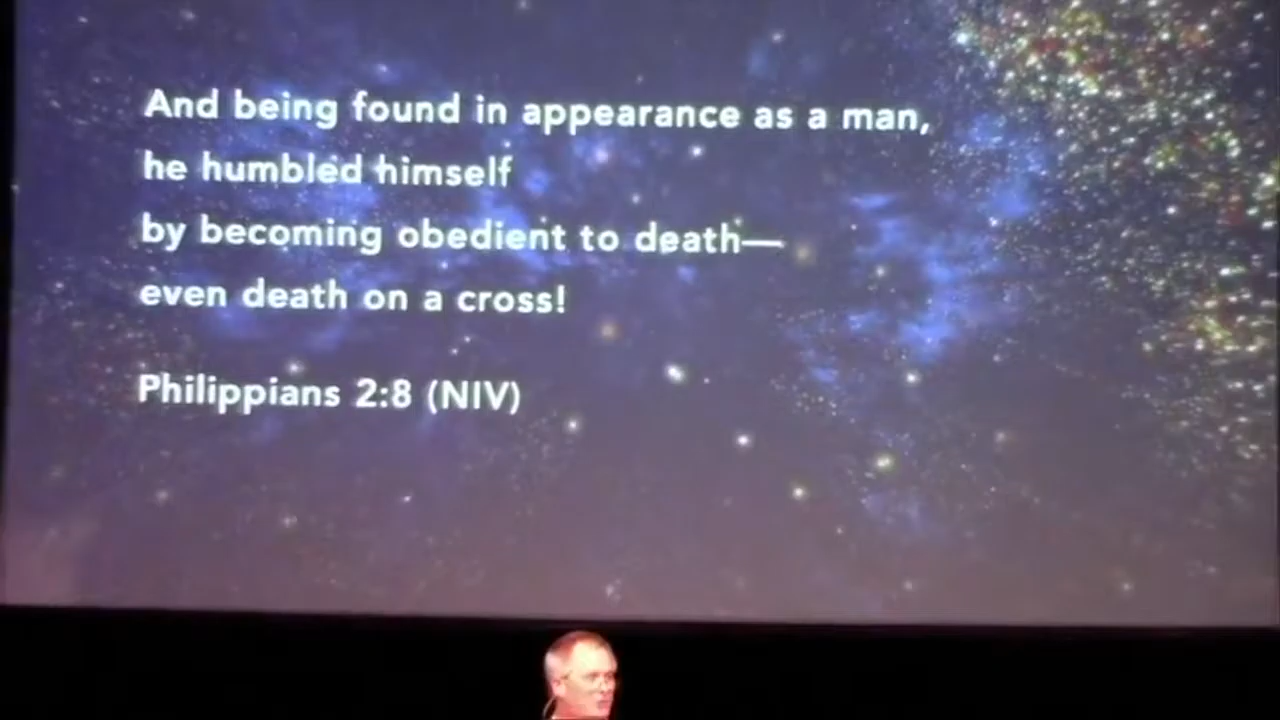 And being found in appearance as a man,
he humbled himself
by becoming obedient to death—
even death on a cross!
Philippians 2:8 (NIV)